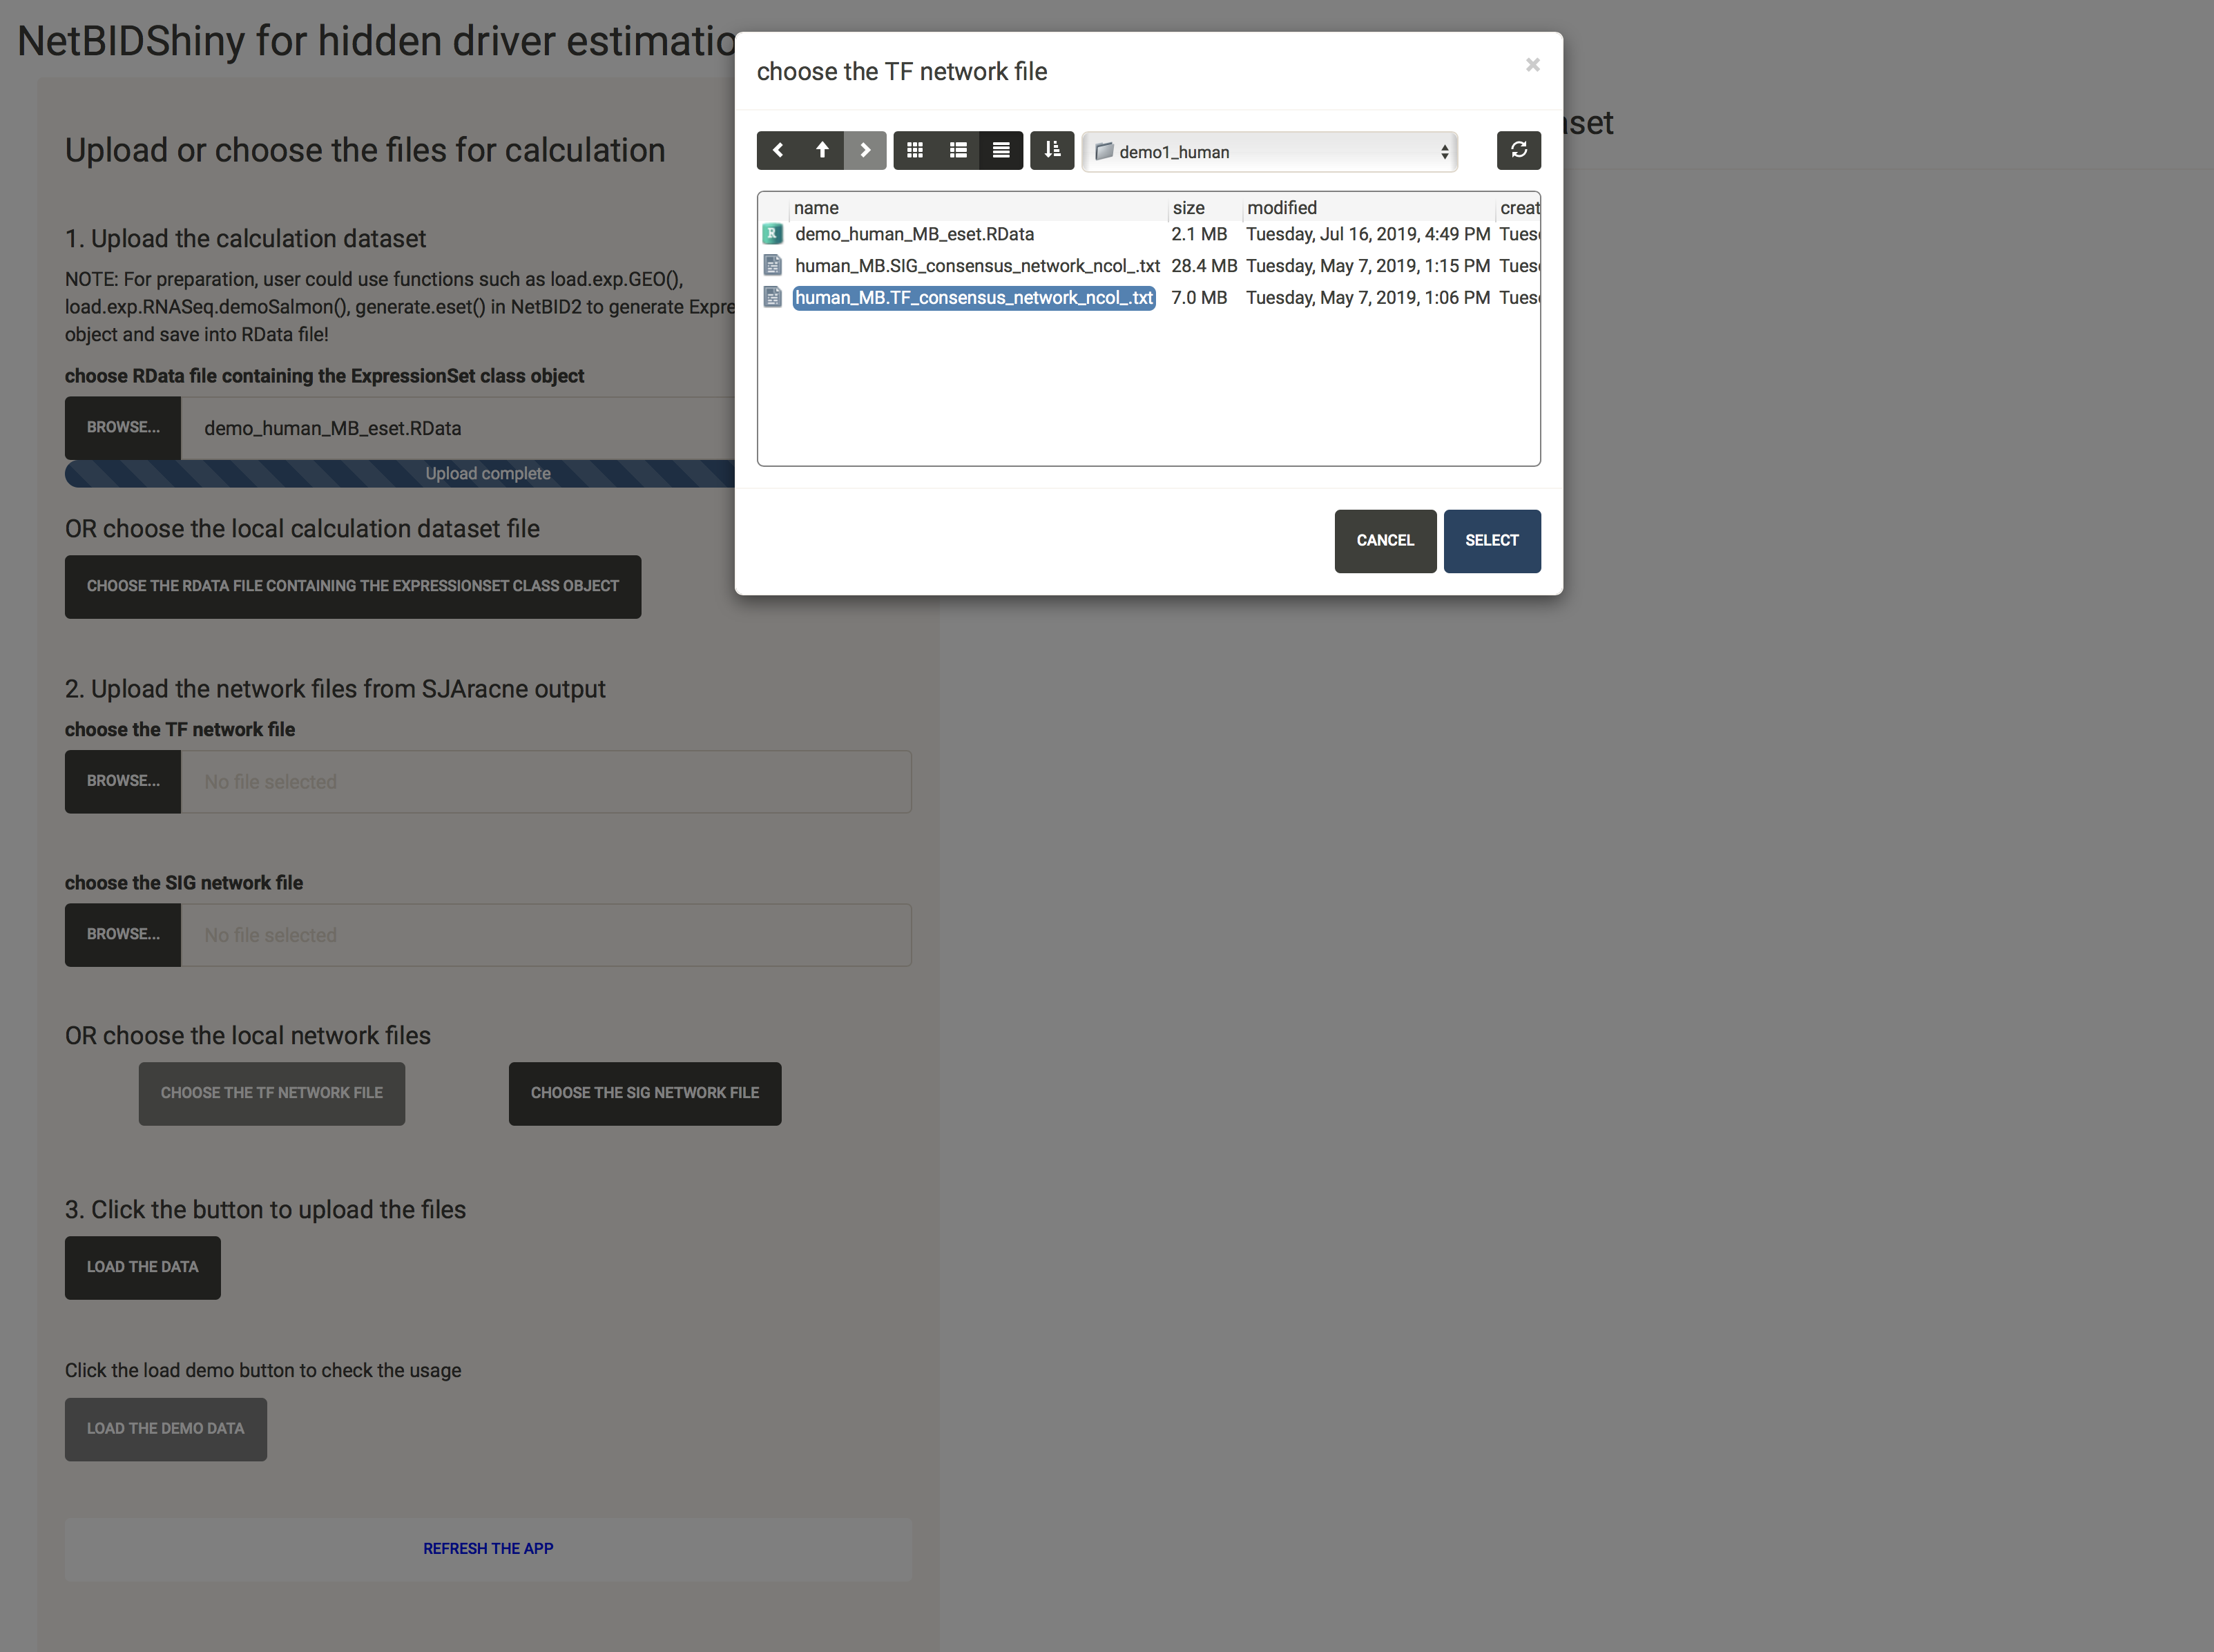 NetBIDShiny for hidden driver estimatio
Upload or choose the files for calculation
1. Upload the calculation dataset
NOTE: For preparation, user could use functions such as load.exp.GEO(),
load.exp.RNASeq.demoSalmon(), generate.eset() in NetBID2 to generate Expre
object and save into RData file!
choose RData file containing the ExpressionSet class object
BROWSE... demo_human_MB_eset.RData
Upload complete
OR choose the local calculation dataset file
CHOOSE THE RDATA FILE CONTAINING THE EXPRESSIONSET CLASS OBJECT
2. Upload the network files from SJAracne output
choose the TF network file
BROWSE... No file selected
choose the SIG network file
BROWSE... No file selected
OR choose the local network files
CHOOSE THE TF NETWORK FILE CHOOSE THE SIG NETWORK FILE
3. Click the button to upload the files
LOAD THE DATA
Click the load demo button to check the usage
LOAD THE DEMO DATA
REFRESH THE APP
choose the TF network file ×
demo1_human
name size modified creat
demo_human_MB_eset.RData 2.1 MB Tuesday, Jul 16, 2019, 4:49 PM Tues
human_MB.SIG_consensus_network_ncol_.txt 28.4 MB Tuesday, May 7, 2019, 1:15 PM Tues
human_MB.TF_consensus_network_ncol_.txt 7.0 MB Tuesday, May 7, 2019, 1:06 PM Tues
CANCEL SELECT
set